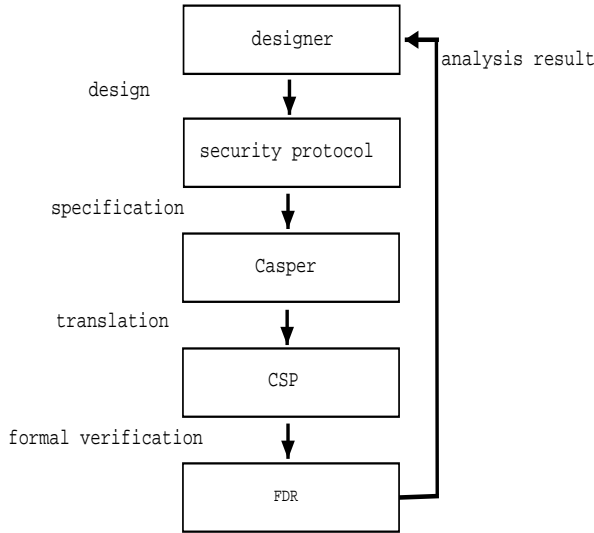 designer
analysis result
design
security protocol
specification
Casper
translation
CSP
formal verification
FDR